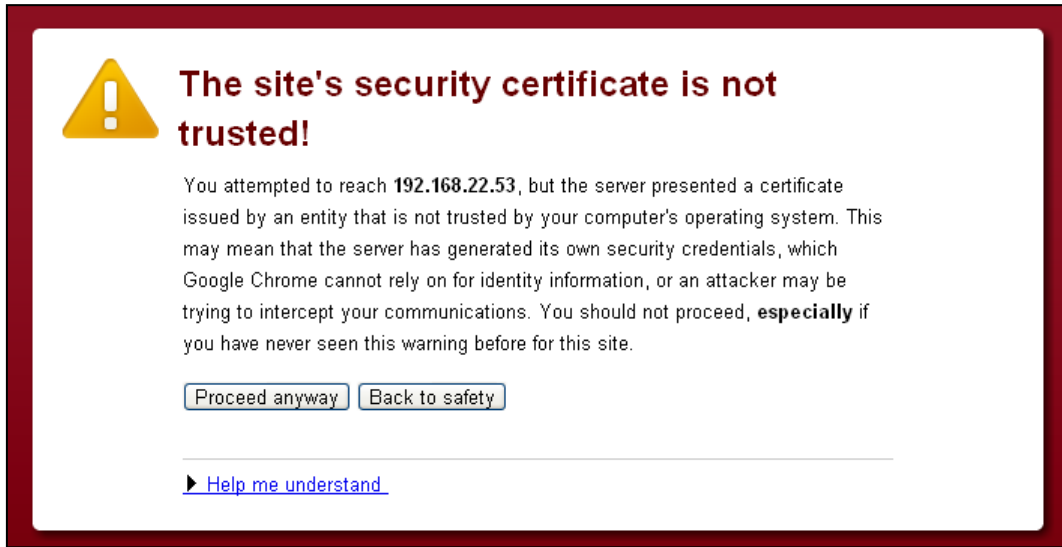 The site's security certificate is not
trusted!
You attempted to reach 192.168.22.53, but the server presented a certificate
issued by an entity that is not trusted by your computer's operating system. This
may mean that the server has generated its own security credentials, which
Google Chrome cannot rely on for identity information, or an attacker may be
trying to intercept your communications. You should not proceed, especially if
you have never seen this warning before for this site.
Proceed anyway Back to safety
Help me understand